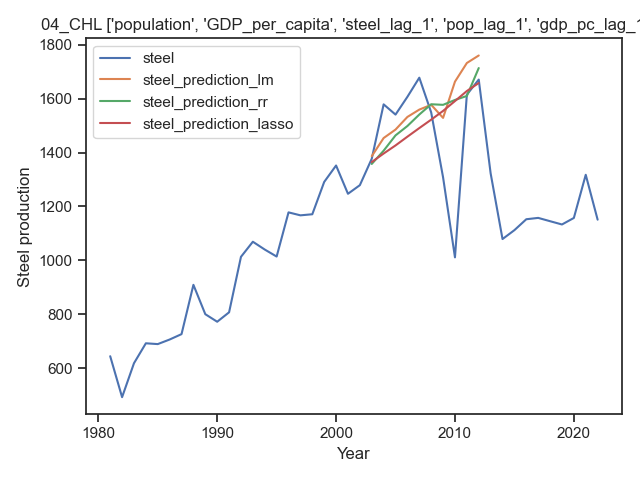 04_CHL ['population', 'GDP_per_capita', 'steel_lag_1', 'pop_lag_1', 'gdp_pc_lag_1
steel
steel_prediction_lm
steel_prediction_rr
steel_prediction_lasso
1800
1600
1400
1200
1000
800
600
Steel production
1980
1990
2000
2010
2020
Year